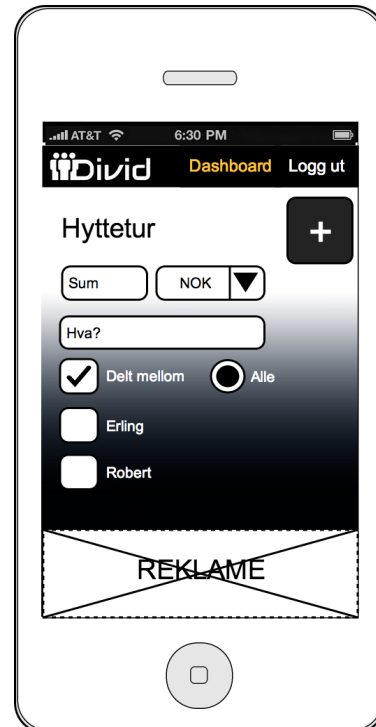 AT&T 6:30 PM
Divid Dashboard Logg ut
Hyttetur +
Sum NOK
Hva?
Delt mellom Alle
Erling
Robert
REKLAME